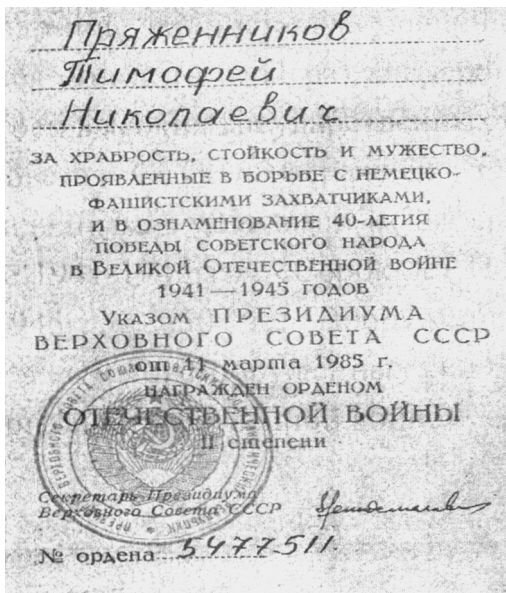 Пряженников
Тимофей
Николаевич
ЗА ХРАБРОСТЬ, СТОЙКОСТЬ И МУЖЕСТВО,
ПРОЯВЛЕННЫЕ В БОРЬБЕ С НЕМЕЦКО-
ФАШИСТСКИМИ ЗАХВАТЧИКАМИ,
И В ОЗНАМЕНОВАНИЕ 40-ЛЕТИЯ
ПОБЕДЫ СОВЕТСКОГО НАРОДА
В ВЕЛИКОЙ ОТЕЧЕСТВЕННОЙ ВОЙНЕ
1941—1945 ГОДОВ
УКАЗОМ ПРЕЗИДИУМА
ВЕРХОВНОГО СОВЕТА СССР
от 11 марта 1985 г.
НАГРАЖДЕН ОРДЕНОМ
ОТЕЧЕСТВЕННОЙ ВОЙНЫ
II степени
Секретарь Президиума
Верховного Совета СССР
№ ордена 5477511.